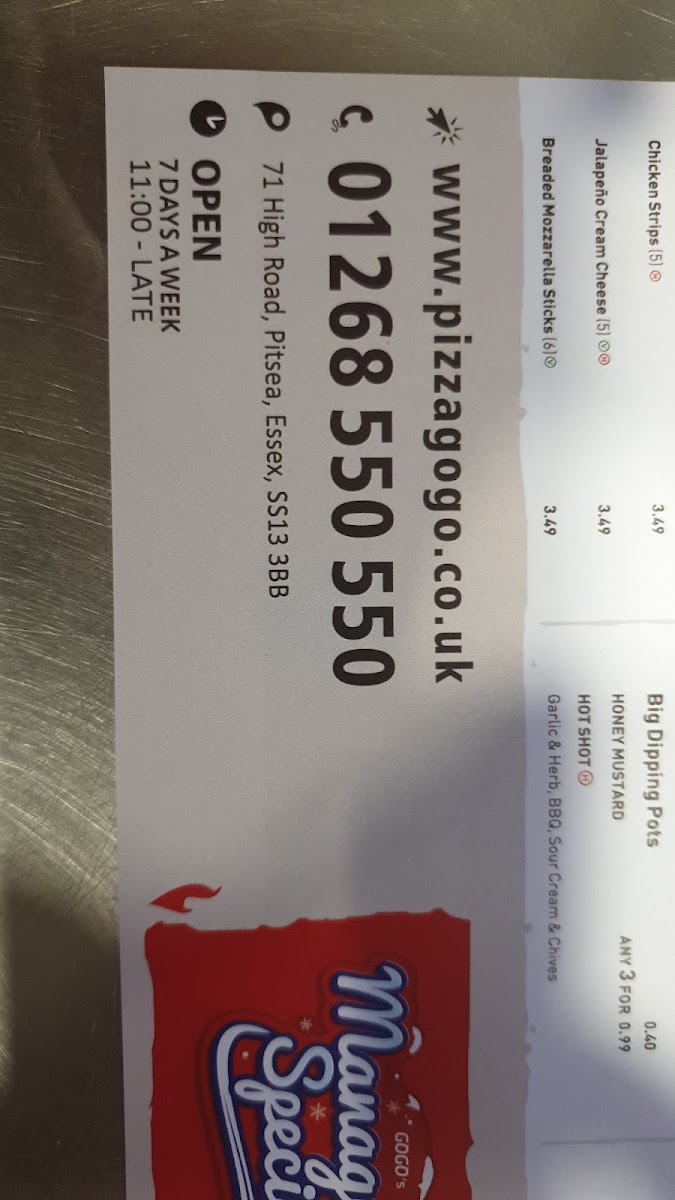 Chicken Strips (5) Ⓗ 3.49
Jalapeño Cream Cheese (5) ⓋⒽ 3.49
Breaded Mozzarella Sticks (6) Ⓥ 3.49
Big Dipping Pots 0.40
HONEY MUSTARD ANY 3 FOR 0.99
HOT SHOT Ⓗ
Garlic & Herb, BBQ, Sour Cream & Chives
www.pizzagogo.co.uk
01268 550 550
71 High Road, Pitsea, Essex, SS13 3BB
OPEN
7 DAYS A WEEK
11:00 - LATE
GOGO's
Manag
Speci